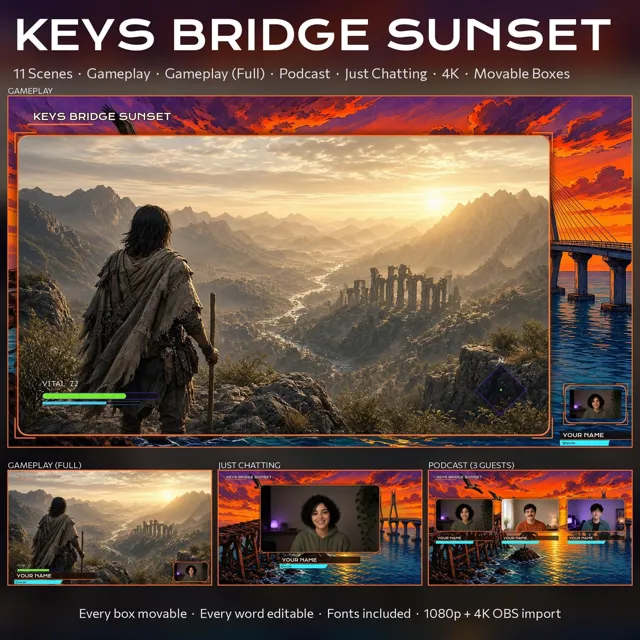 KEYS BRIDGE SUNSET
11 Scenes · Gameplay · Gameplay (Full) · Podcast · Just Chatting · 4K · Movable Boxes
GAMEPLAY
KEYS BRIDGE SUNSET
VITAL 72
YOUR NAME
GAMEPLAY (FULL)
JUST CHATTING
PODCAST (3 GUESTS)
KEYS BRIDGE SUNSET
KEYS BRIDGE SUNSET
YOUR NAME
YOUR NAME
YOUR NAME
YOUR NAME
YOUR NAME
Every box movable · Every word editable · Fonts included · 1080p + 4K OBS import